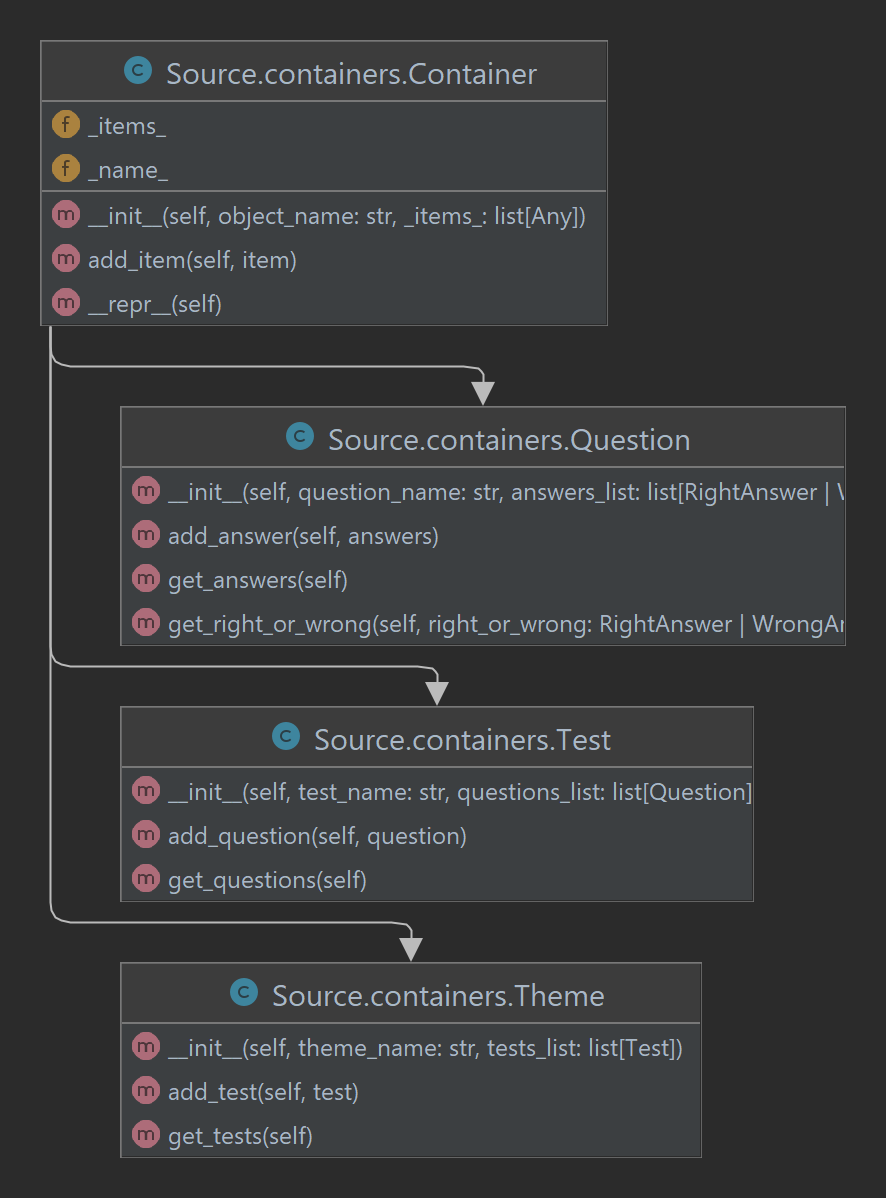 C Source.containers.Container
f _items_
f _name_
m __init__(self, object_name: str, _items_: list[Any])
m add_item(self, item)
m __repr__(self)
C Source.containers.Question
m __init__(self, question_name: str, answers_list: list[RightAnswer |
m add_answer(self, answers)
m get_answers(self)
m get_right_or_wrong(self, right_or_wrong: RightAnswer |
C Source.containers.Test
m __init__(self, test_name: str, questions_list: list[Question]
m add_question(self, question)
m get_questions(self)
C Source.containers.Theme
m __init__(self, theme_name: str, tests_list: list[Test])
m add_test(self, test)
m get_tests(self)